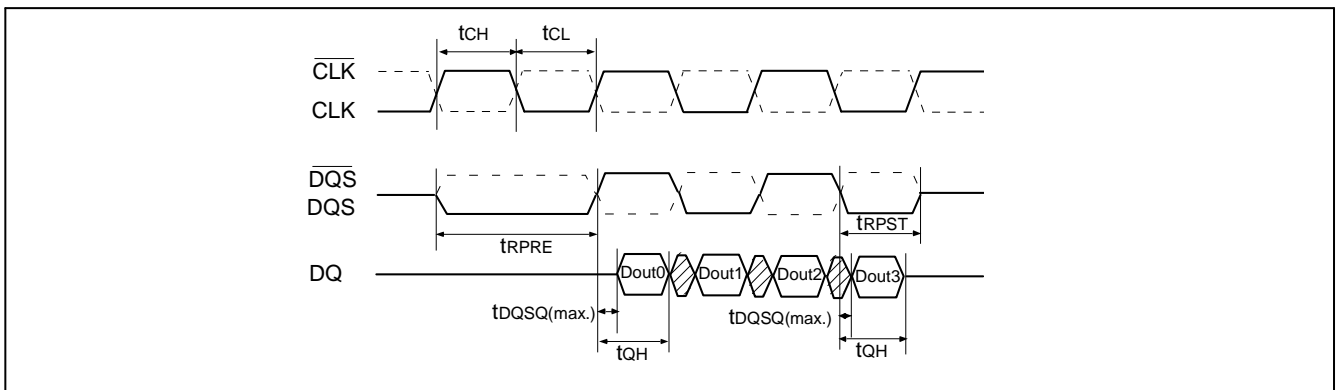 tCH tCL
CLK
CLK
DQS
DQS
tRPRE
tRPST
DQ
Dout0 Dout1 Dout2 Dout3
tDQSQ(max.) tDQSQ(max.)
tQH tQH